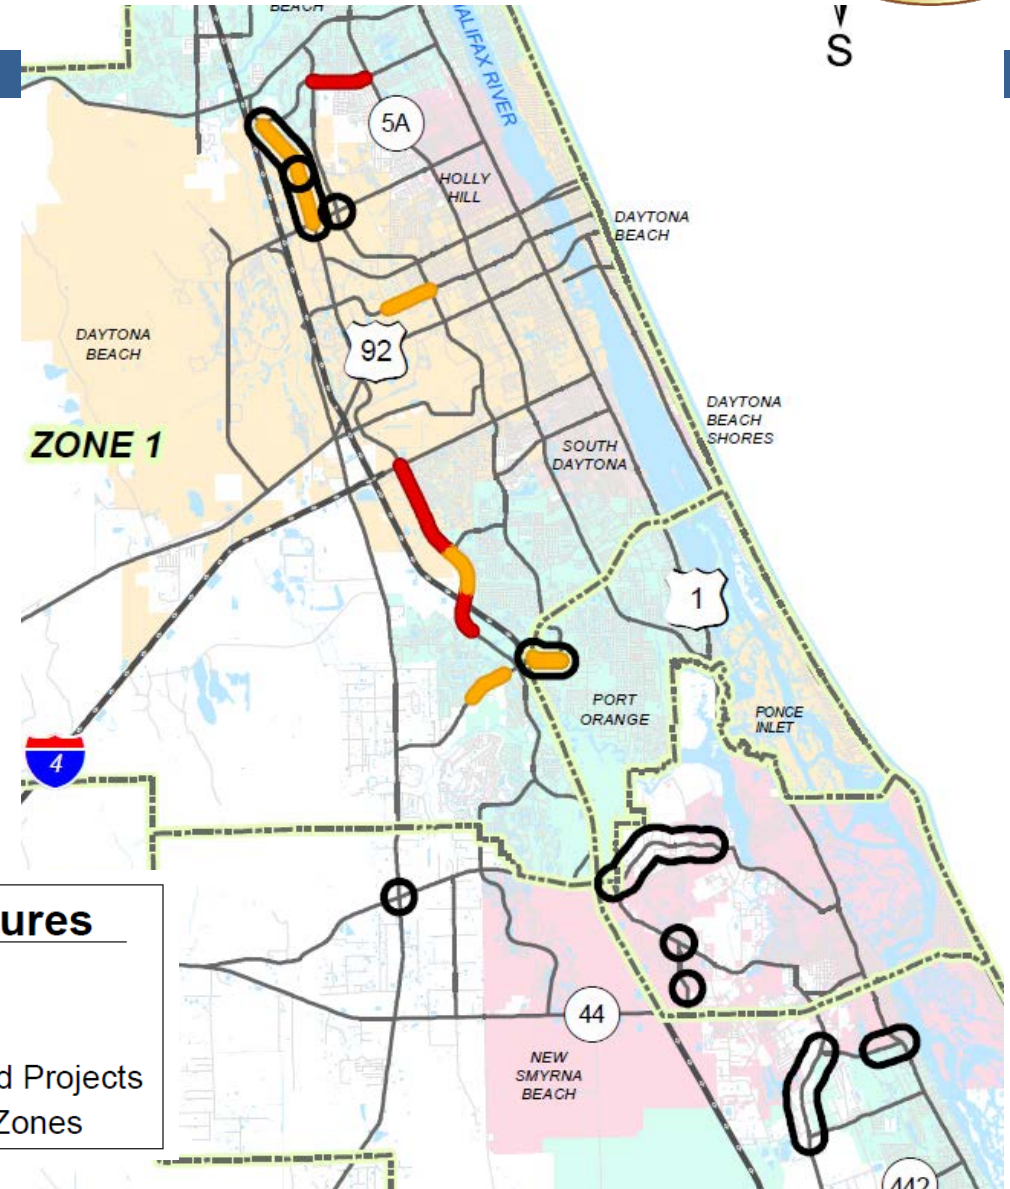 BEACH
HALIFAX RIVER
S
5A
HOLLY
HILL
DAYTONA
BEACH
DAYTONA
BEACH
92
DAYTONA
BEACH
SHORES
ZONE 1
SOUTH
DAYTONA
1
PORT
ORANGE
PONCE
INLET
4
ures
44
NEW
SMYRNA
BEACH
d Projects
Zones
442